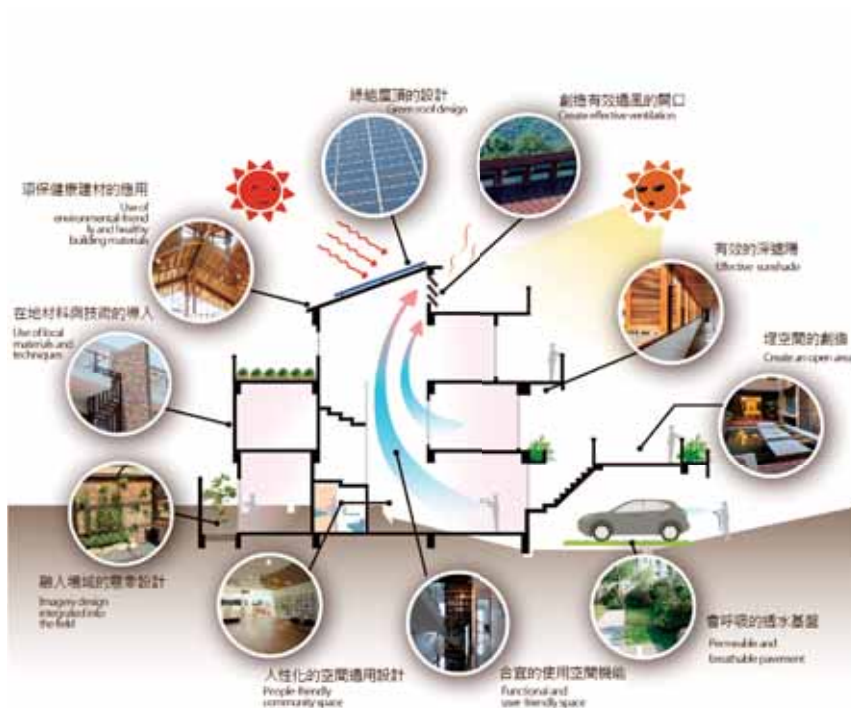 綠能屋頂的設計
Green roof design
創造有效通風的開口
Create effective ventilation
環保健康建材的應用
Use of
environmental-friend
ly and healthy
building materials
有效的深遮陽
Effective sunshade
在地材料與技術的導入
Use of local
materials and
techniques
埕空間的創造
Create an open area
融入場域的意象設計
Imagery design
integrated into
the field
會呼吸的透水基盤
Permeable and
breathable pavement
人性化的空間通用設計
People-friendly
community space
合宜的使用空間機能
Functional and
user-friendly space